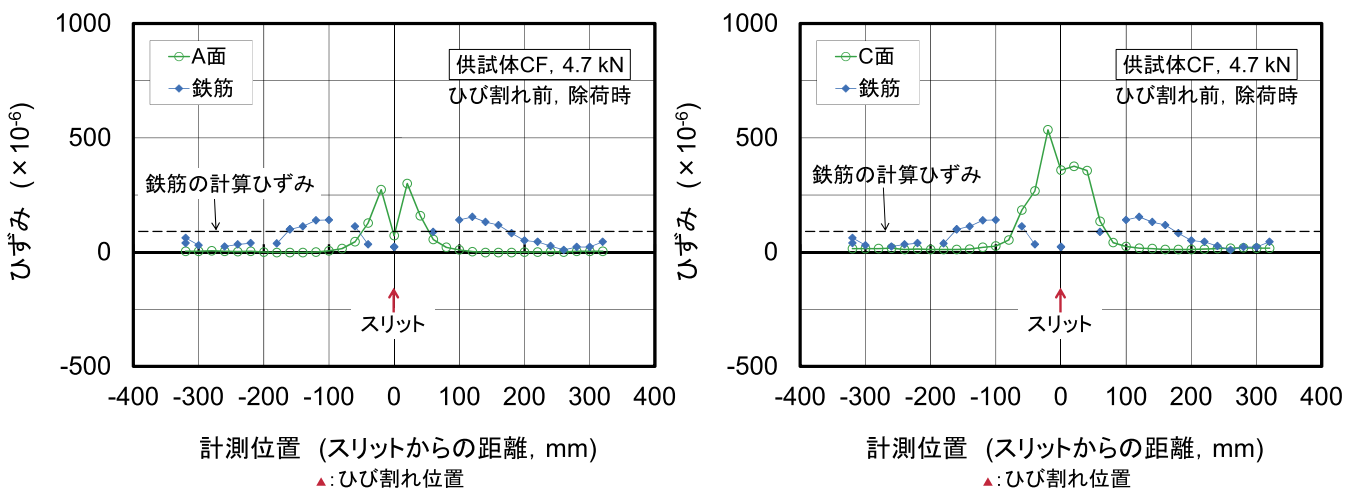 1000
500
0
-500
-400 -300 -200 -100 0 100 200 300 400
ひずみ (×10-6)
A面
鉄筋
供試体CF, 4.7 kN
ひび割れ前, 除荷時
鉄筋の計算ひずみ
スリット
計測位置 (スリットからの距離, mm)
▲: ひび割れ位置
1000
500
0
-500
-400 -300 -200 -100 0 100 200 300 400
ひずみ (×10-6)
C面
鉄筋
供試体CF, 4.7 kN
ひび割れ前, 除荷時
鉄筋の計算ひずみ
スリット
計測位置 (スリットからの距離, mm)
▲: ひび割れ位置